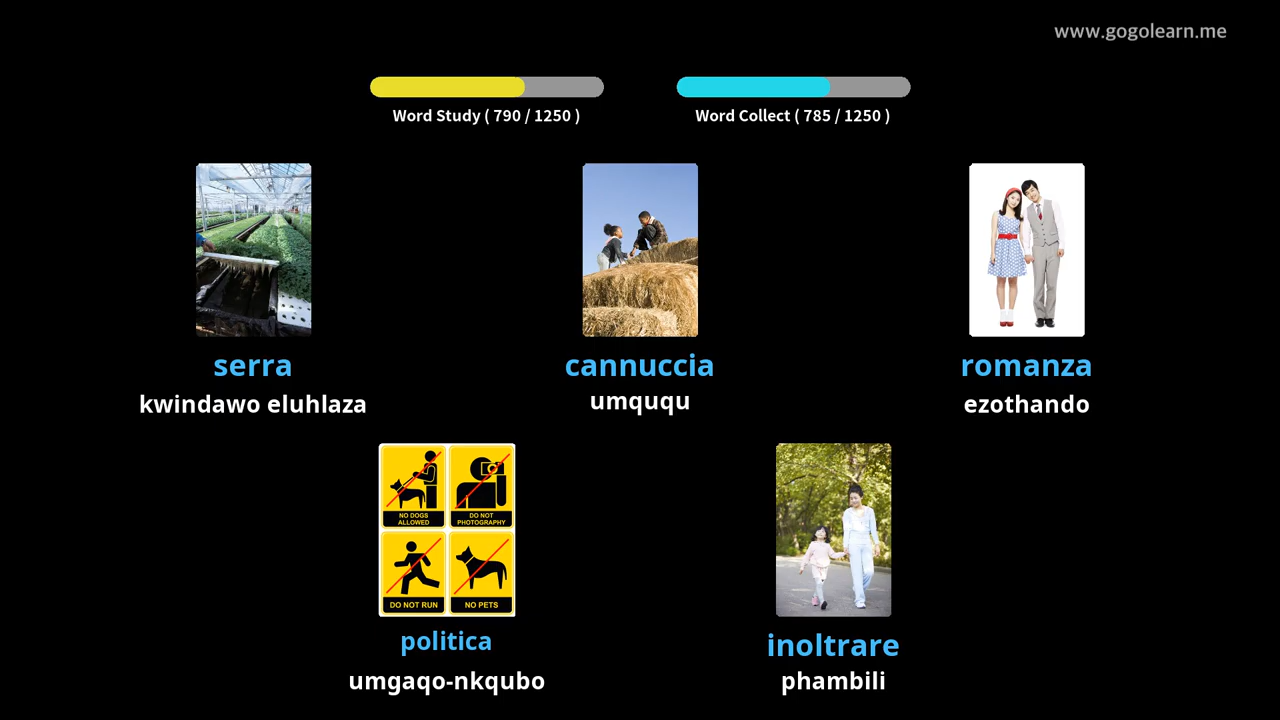 www.gogolearn.me
Word Study ( 790 / 1250 )
Word Collect ( 785 / 1250 )
serra
kwindawo eluhlaza
cannuccia
umququ
romanza
ezothando
NO DOGS
ALLOWED
DO NOT
PHOTOGRAPHY
DO NOT RUN
NO PETS
politica
umgaqo-nkqubo
inoltrare
phambili